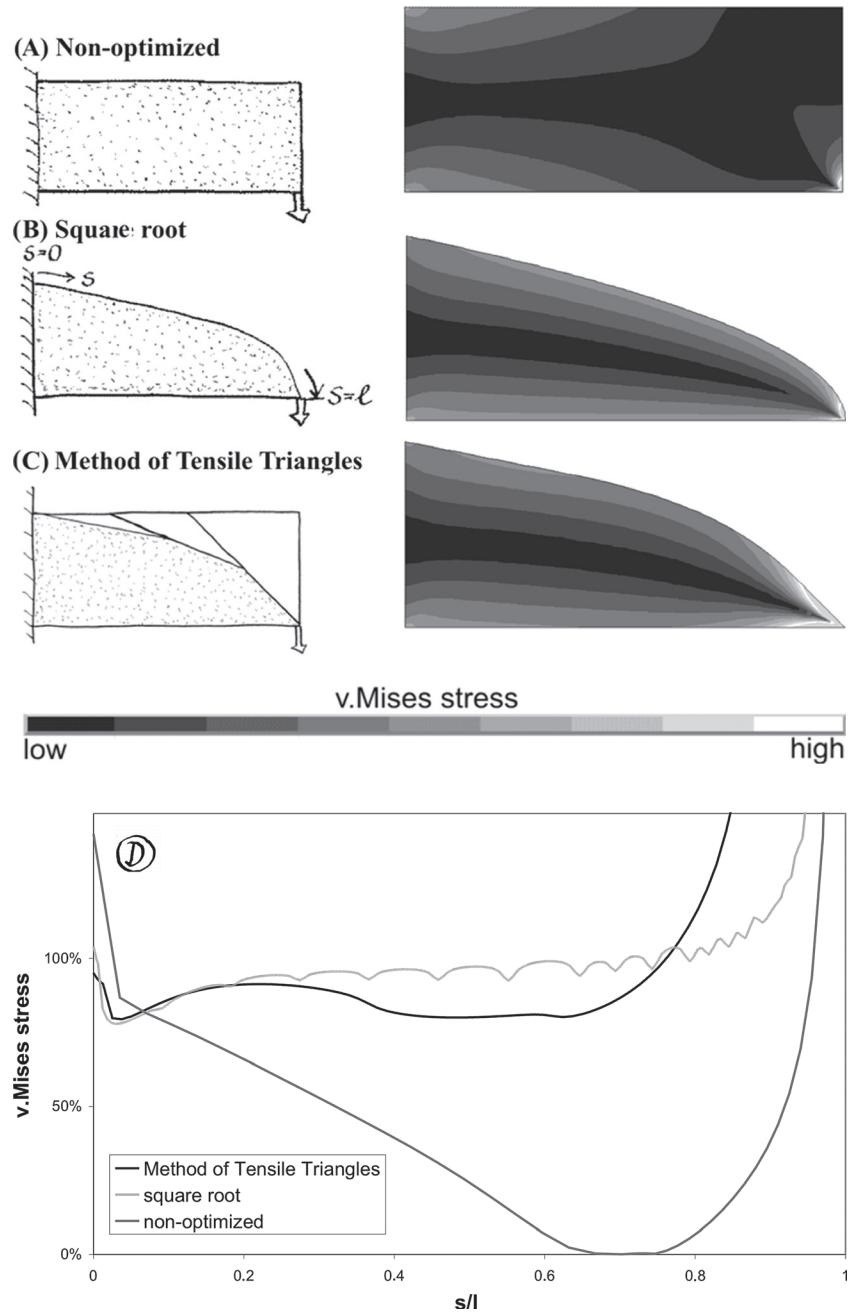 (A) Non-optimized
(B) Square root
s=0
s
s=l
(C) Method of Tensile Triangles
v.Mises stress
low
high
D
v.Mises stress
100%
50%
0%
Method of Tensile Triangles
square root
non-optimized
0
0.2
0.4
0.6
0.8
1
s/l